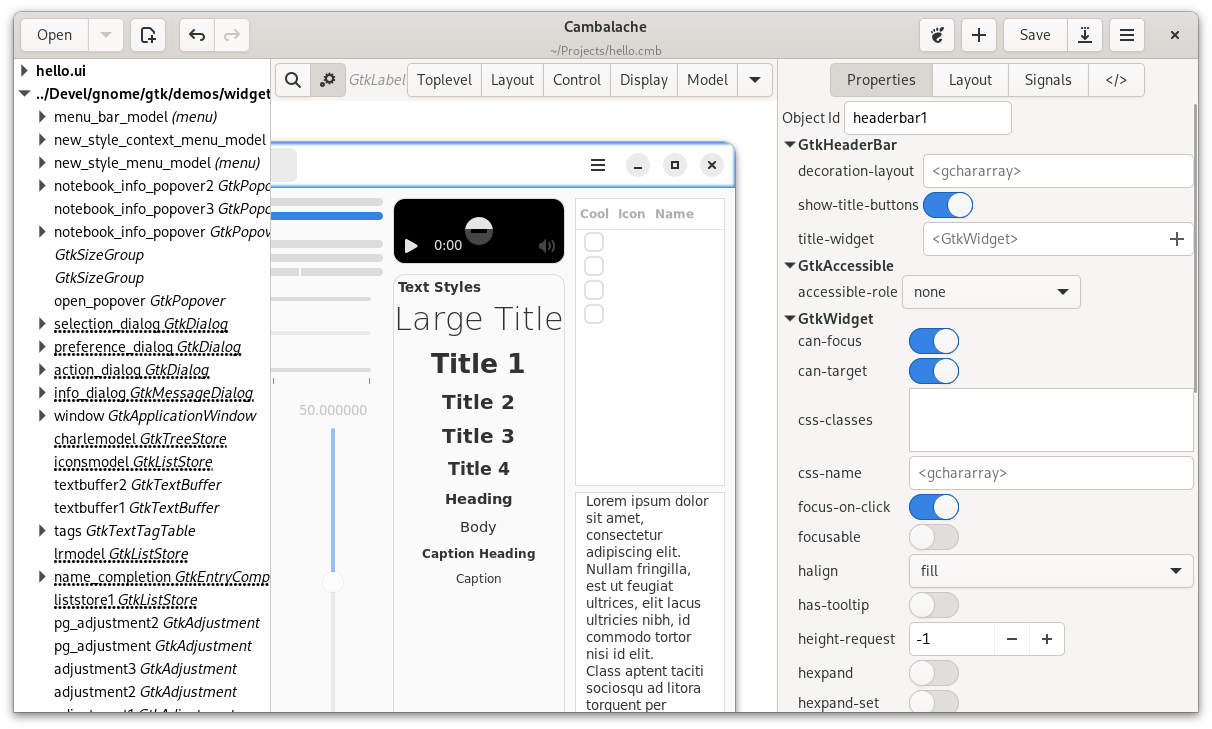 Open
Cambalache
~/Projects/hello.cmb
Save
hello.ui
../Devel/gnome/gtk/demos/widget
menu_bar_model (menu)
new_style_context_menu_model
new_style_menu_model (menu)
notebook_info_popover2 GtkPopo
notebook_info_popover3 GtkPopo
notebook_info_popover GtkPopov
GtkSizeGroup
GtkSizeGroup
open_popover GtkPopover
selection_dialog GtkDialog
preference_dialog GtkDialog
action_dialog GtkDialog
info_dialog GtkMessageDialog
window GtkApplicationWindow
charlemodel GtkTreeStore
iconsmodel GtkListStore
textbuffer2 GtkTextBuffer
textbuffer1 GtkTextBuffer
tags GtkTextTagTable
lrmodel GtkListStore
name_completion GtkEntryComp
liststore1 GtkListStore
pg_adjustment2 GtkAdjustment
pg_adjustment GtkAdjustment
adjustment3 GtkAdjustment
adjustment2 GtkAdjustment
adjustment1 GtkAdjustment
GtkLabel Toplevel Layout Control Display Model
50.000000
0:00
Text Styles
Large Title
Title 1
Title 2
Title 3
Title 4
Heading
Body
Caption Heading
Caption
Cool Icon Name
Lorem ipsum dolor
sit amet,
consectetur
adipiscing elit.
Nullam fringilla,
est ut feugiat
ultrices, elit lacus
ultricies nibh, id
commodo tortor
nisi id elit.
Class aptent taciti
sociosqu ad litora
torquent per
Properties Layout Signals </>
Object Id headerbar1
GtkHeaderBar
decoration-layout <gchararray>
show-title-buttons
title-widget <GtkWidget>
GtkAccessible
accessible-role none
GtkWidget
can-focus
can-target
css-classes
css-name <gchararray>
focus-on-click
focusable
halign fill
has-tooltip
height-request -1
hexpand
hexpand-set